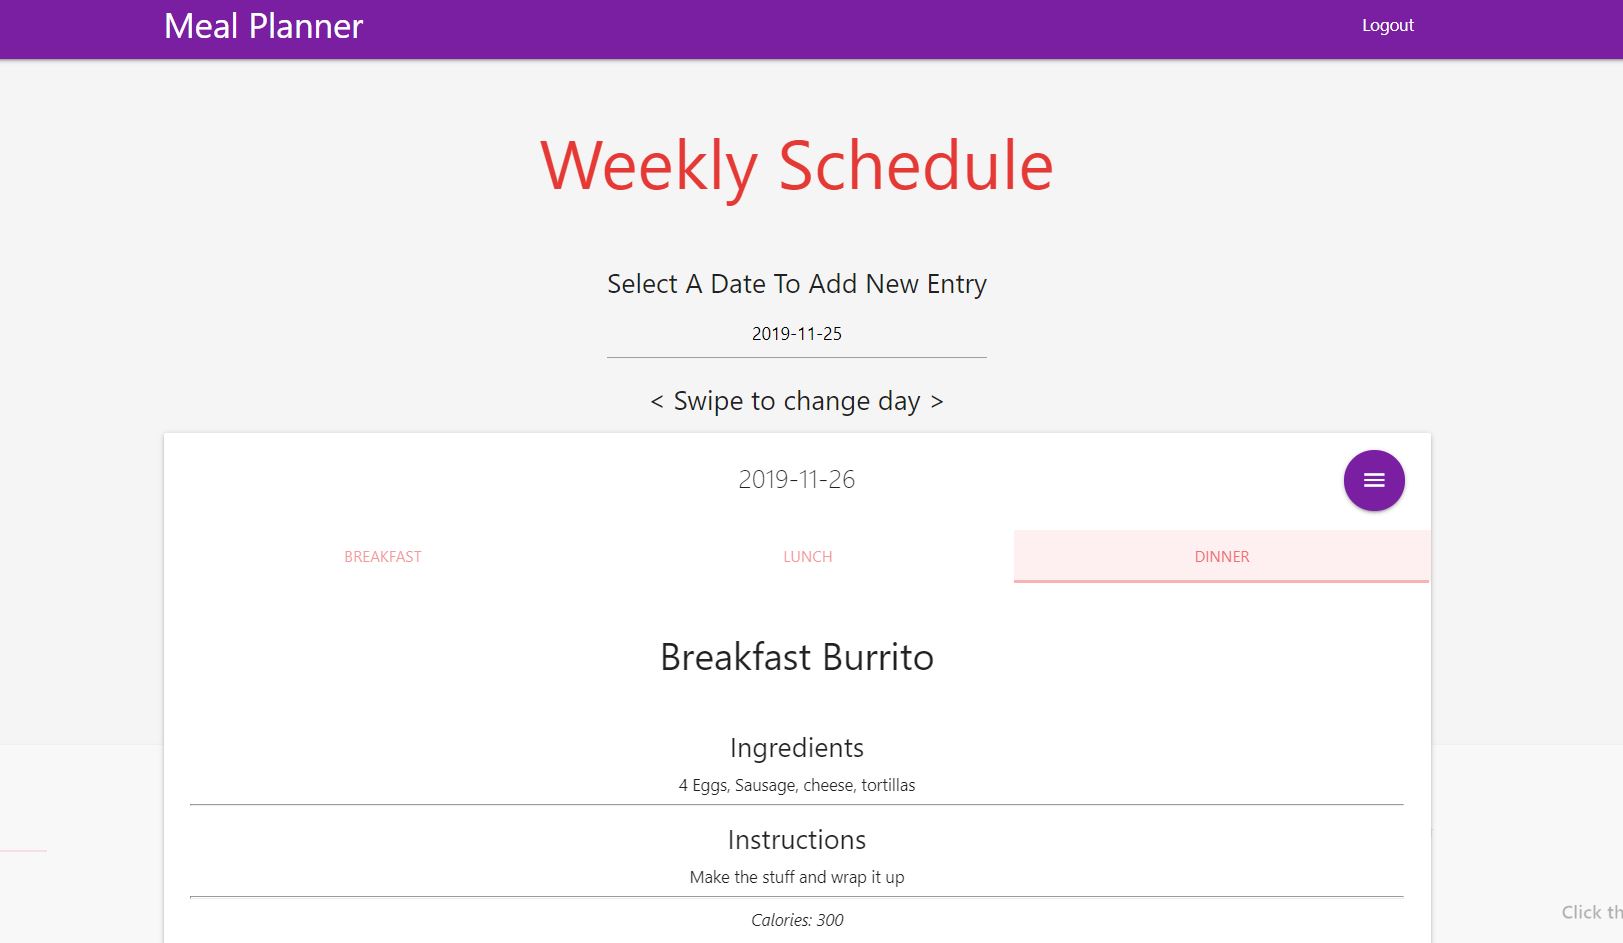 Meal Planner
Logout
Weekly Schedule
Select A Date To Add New Entry
2019-11-25
< Swipe to change day >
2019-11-26
BREAKFAST
LUNCH
DINNER
Breakfast Burrito
Ingredients
4 Eggs, Sausage, cheese, tortillas
Instructions
Make the stuff and wrap it up
Calories: 300
Click th